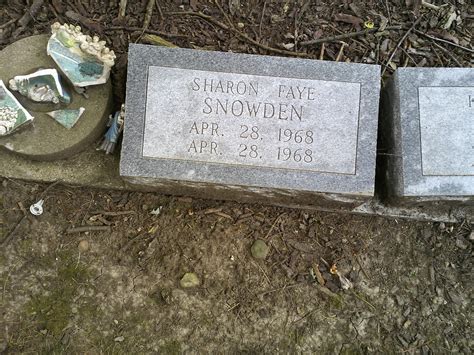 SHARON FAYE
SNOWDEN
APR. 28, 1968
APR. 28, 1968